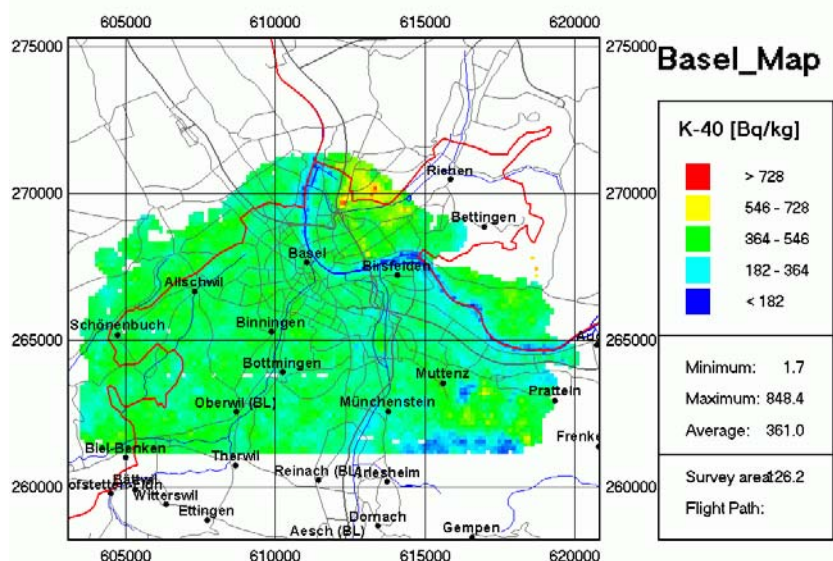 605000 610000 615000 620000
275000 275000
Basel_Map
K-40 [Bq/kg]
> 728
546 - 728
364 - 546
182 - 364
< 182
Riehen
270000 270000
Bettingen
Basel
Birsfelden
Allschwil
Schönenbuch
Binningen
265000 265000
Bottmingen
Muttenz
Pratteln
Oberwil (BL)
Münchenstein
Biel-Benken
Therwil
Reinach (BL)
Arlesheim
260000 260000
Witterswil
Ettingen
Dornach
Aesch (BL)
Gempen
605000 610000 615000 620000
Minimum: 1.7
Maximum: 848.4
Average: 361.0
Survey area: 126.2
Flight Path: